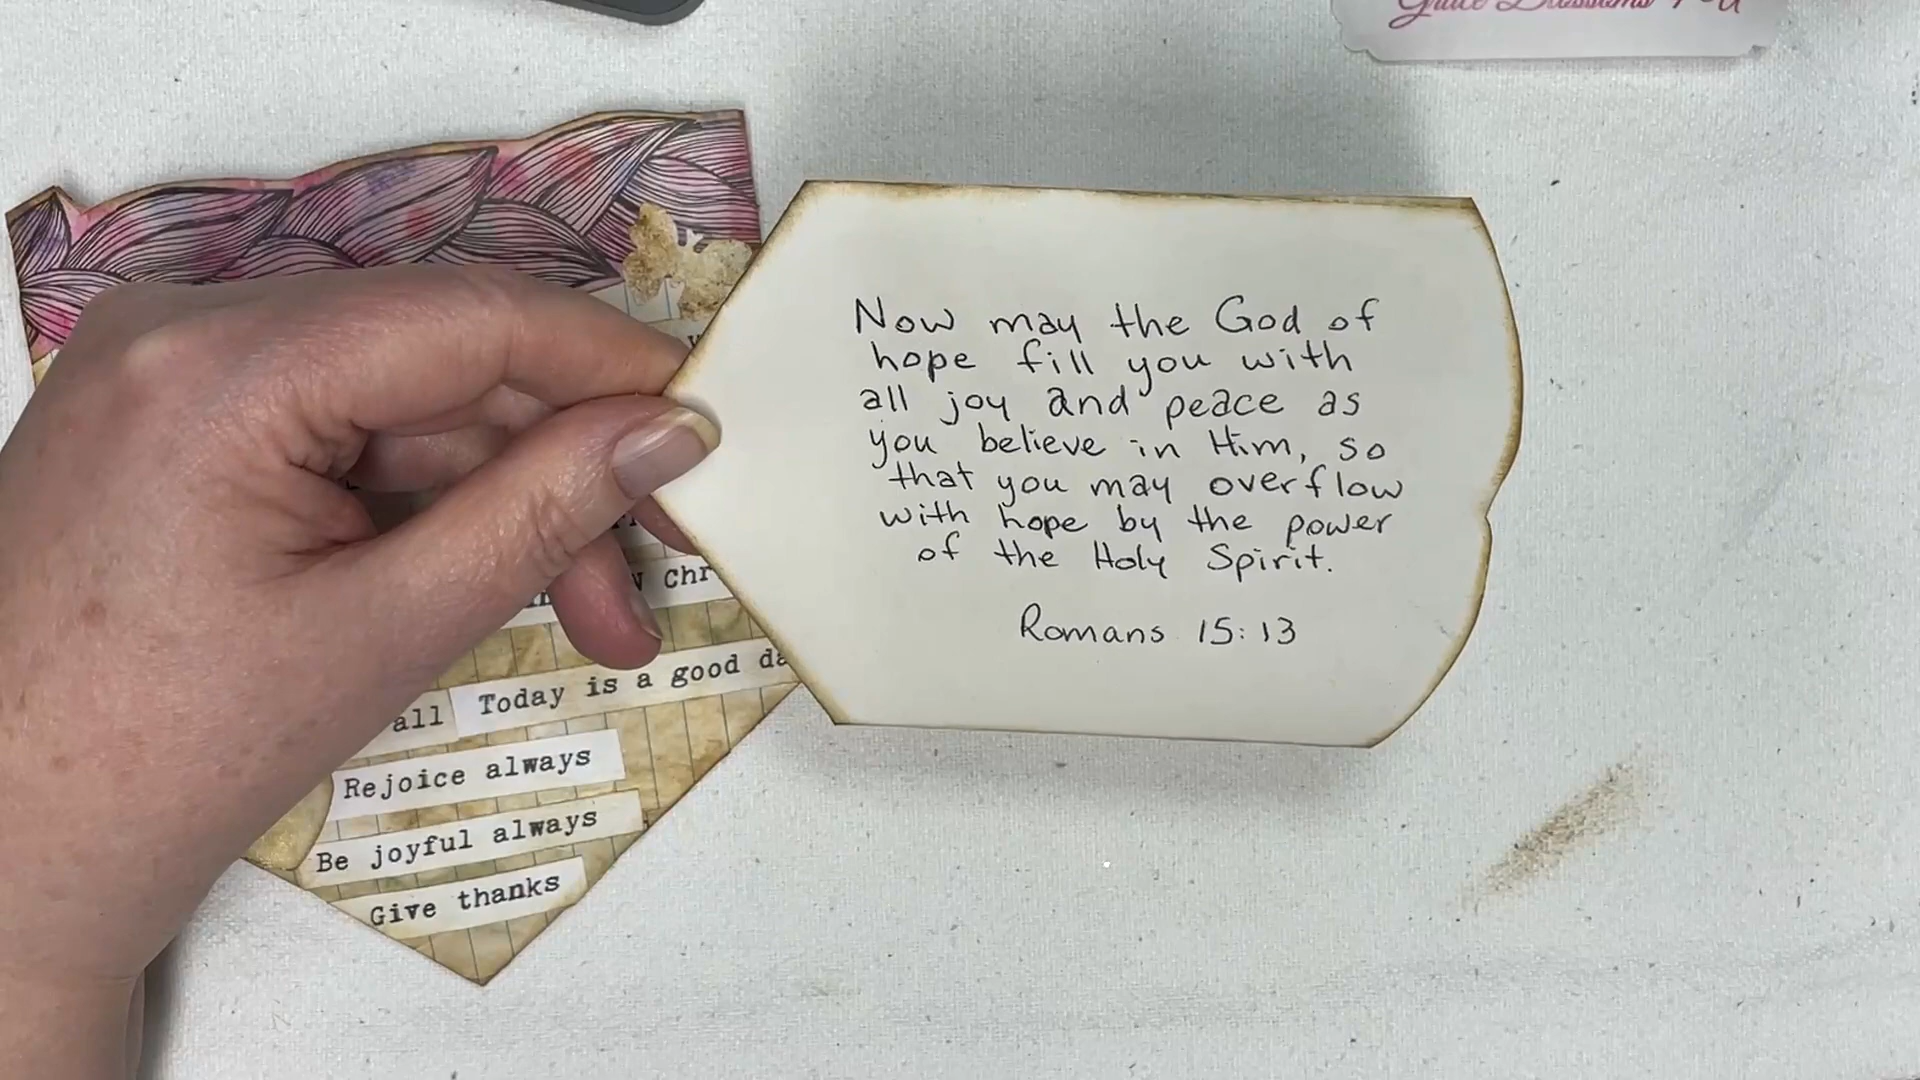 Now may the God of
hope fill you with
all joy and peace as
you believe in Him, so
that you may overflow
with hope by the power
of the Holy Spirit.
Romans 15:13
all
Today is a good
Rejoice always
Be joyful always
Give thanks